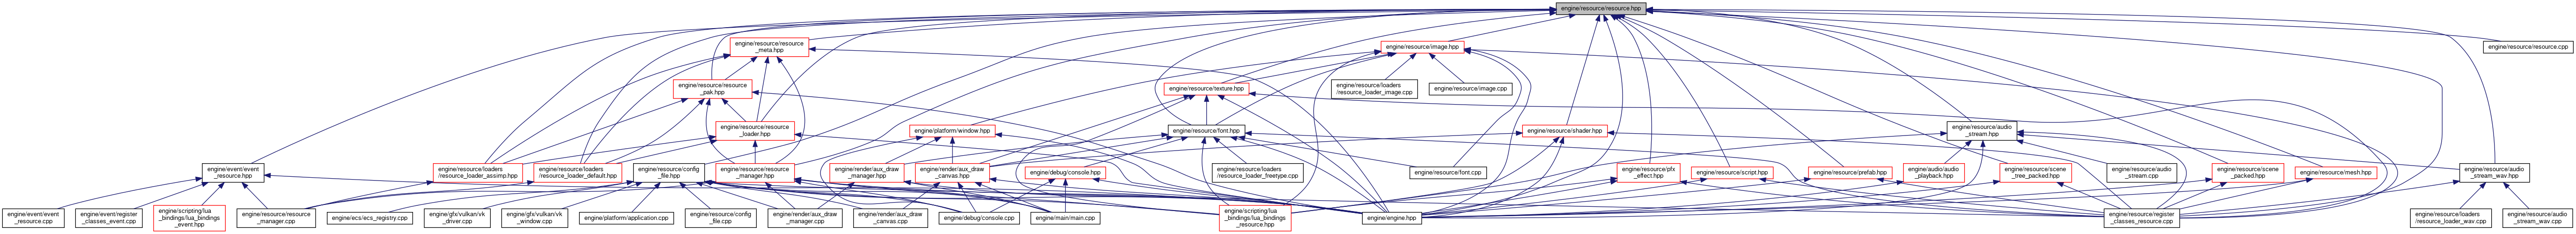 engine/resource/resource.hpp
engine/resource/resource
_meta.hpp
engine/resource/image.hpp
engine/resource/resource.cpp
engine/resource/resource
_pak.hpp
engine/resource/texture.hpp
engine/resource/loaders
/resource_loader_image.cpp
engine/resource/image.cpp
engine/resource/resource
_loader.hpp
engine/platform/window.hpp
engine/resource/font.hpp
engine/resource/shader.hpp
engine/resource/audio
_stream.hpp
engine/event/event
_resource.hpp
engine/resource/loaders
/resource_loader_assimp.hpp
engine/resource/loaders
/resource_loader_default.hpp
engine/resource/config
_file.hpp
engine/resource/resource
_manager.hpp
engine/render/aux_draw
_manager.hpp
engine/render/aux_draw
_canvas.hpp
engine/debug/console.hpp
engine/resource/loaders
/resource_loader_freetype.cpp
engine/resource/font.cpp
engine/resource/pfx
_effect.hpp
engine/resource/script.hpp
engine/resource/prefab.hpp
engine/audio/audio
_playback.hpp
engine/resource/scene
_tree_packed.hpp
engine/resource/audio
_stream.cpp
engine/resource/scene
_packed.hpp
engine/resource/mesh.hpp
engine/resource/audio
_stream_wav.hpp
engine/event/event
_resource.cpp
engine/event/register
_classes_event.cpp
engine/scripting/lua
_bindings/lua_bindings
_event.hpp
engine/resource/resource
_manager.cpp
engine/ecs/ecs_registry.cpp
engine/gfx/vulkan/vk
_driver.cpp
engine/gfx/vulkan/vk
_window.cpp
engine/platform/application.cpp
engine/resource/config
_file.cpp
engine/render/aux_draw
_manager.cpp
engine/render/aux_draw
_canvas.cpp
engine/debug/console.cpp
engine/main/main.cpp
engine/scripting/lua
_bindings/lua_bindings
_resource.hpp
engine/engine.hpp
engine/resource/register
_classes_resource.cpp
engine/resource/loaders
/resource_loader_wav.cpp
engine/resource/audio
_stream_wav.cpp